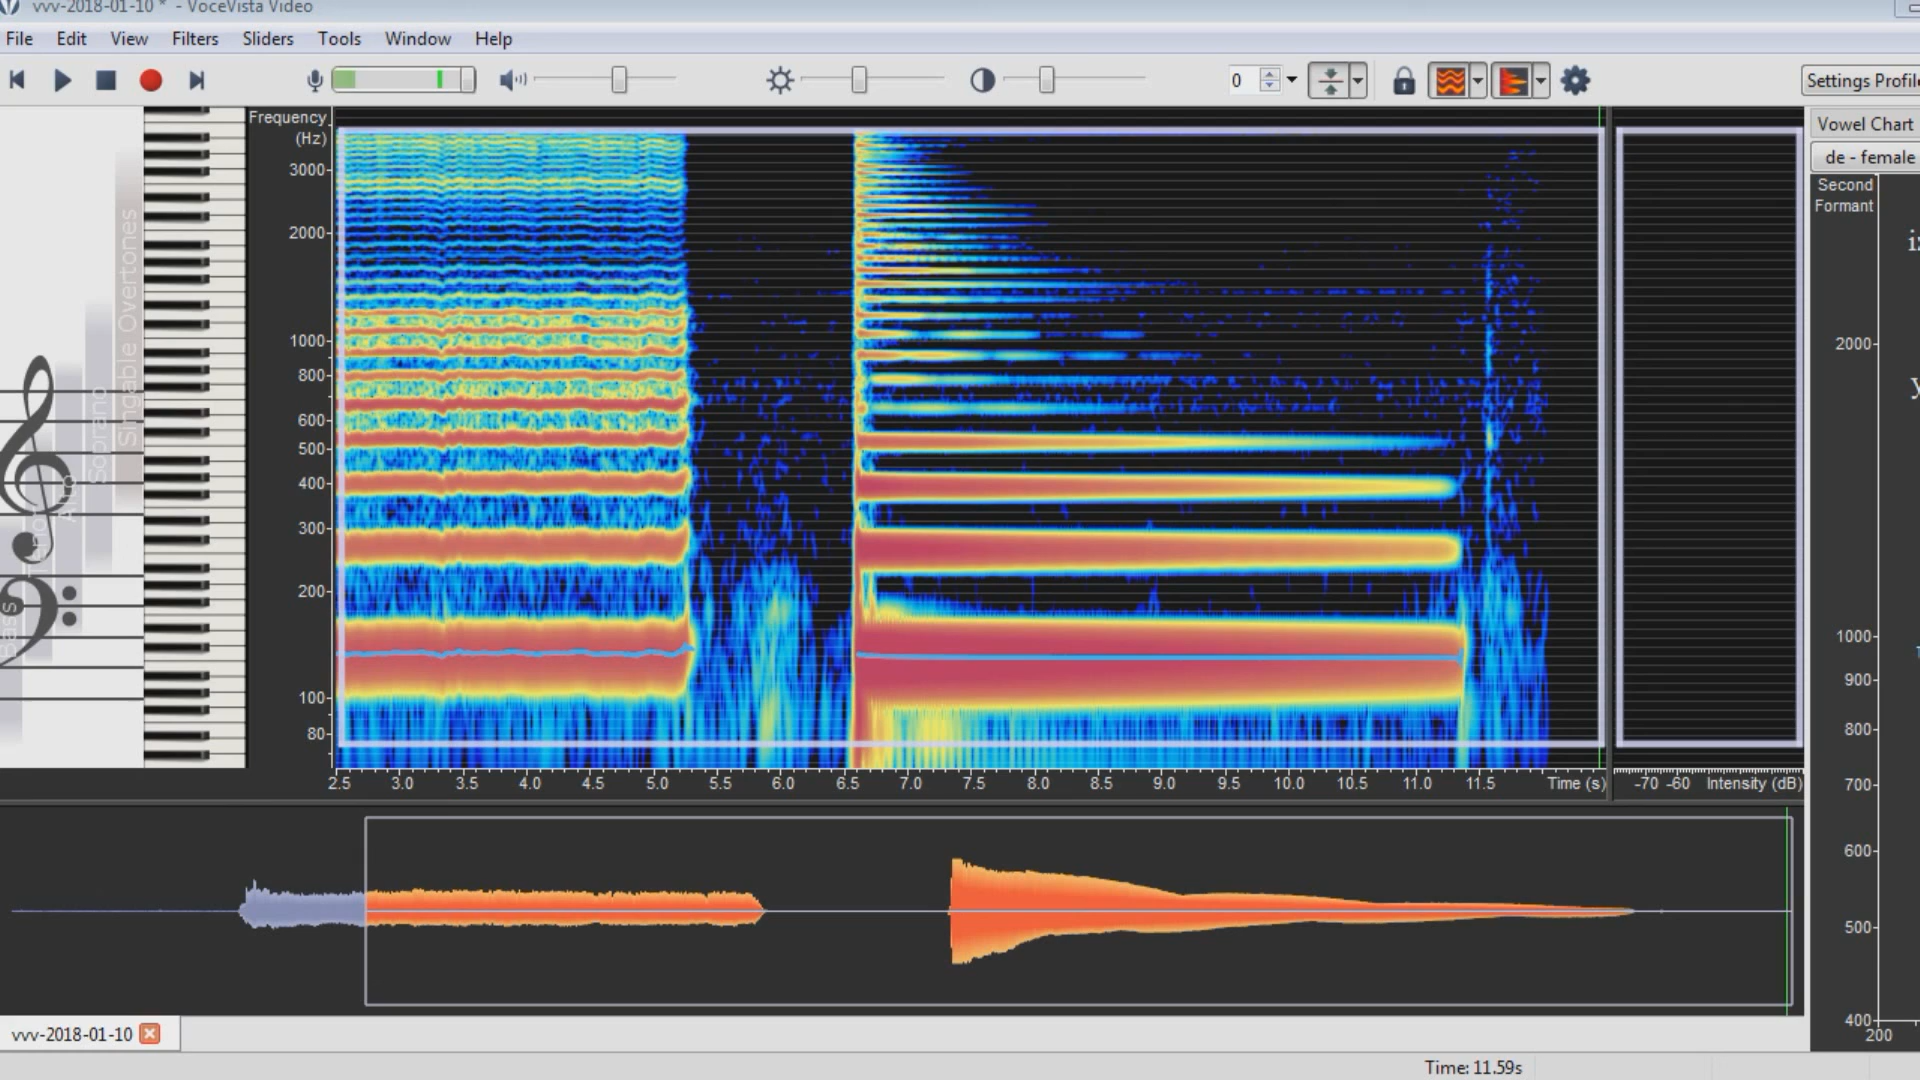 vvv-2018-01-10 * - VoceVista Video
File Edit View Filters Sliders Tools Window Help
0
Settings Profile
Frequency
(Hz)
3000
2000
1000
800
600
500
400
300
200
100
80
Singable Overtones
Soprano
Alto
Bass
2.5 3.0 3.5 4.0 4.5 5.0 5.5 6.0 6.5 7.0 7.5 8.0 8.5 9.0 9.5 10.0 10.5 11.0 11.5 Time (s)
-70 -60 Intensity (dB)
Vowel Chart
de - female
Second
Formant
2000
1000
900
800
700
600
500
400
200
vvv-2018-01-10
Time: 11.59s